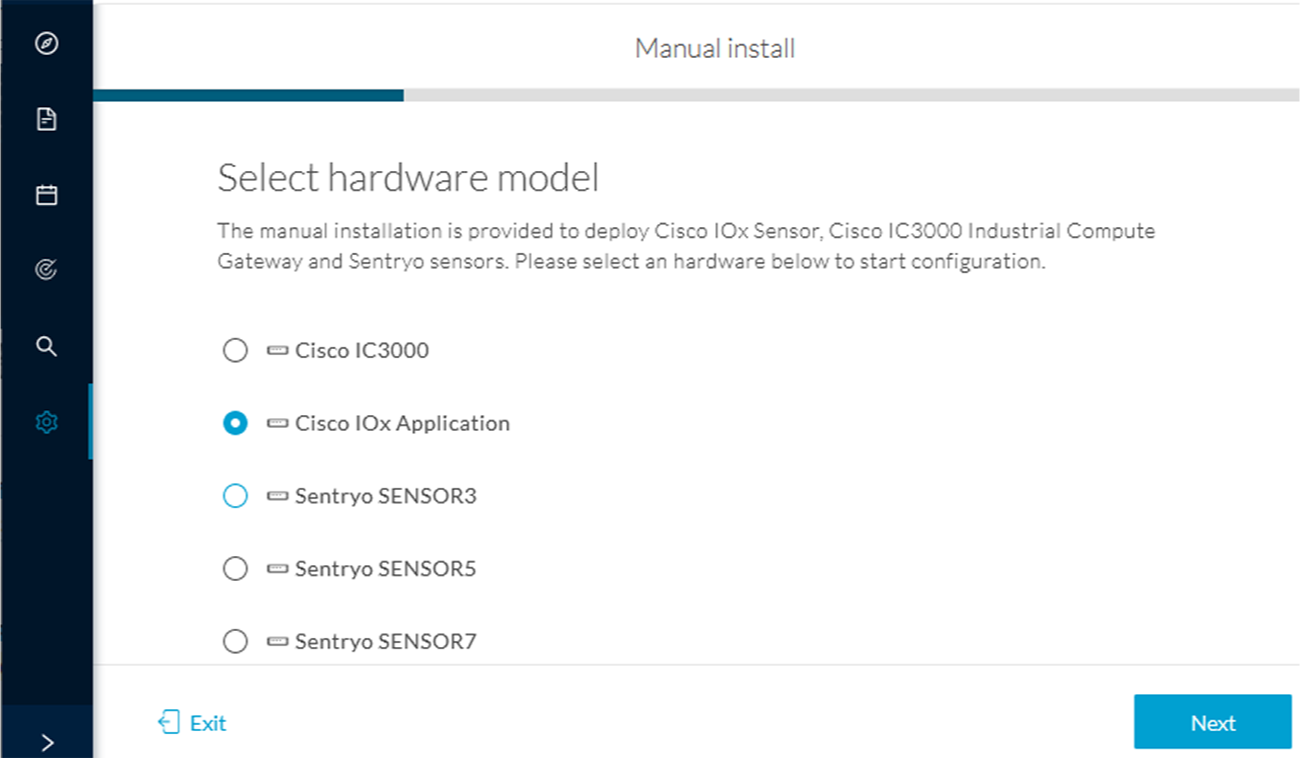 Manual install
Select hardware model
The manual installation is provided to deploy Cisco IOx Sensor, Cisco IC3000 Industrial Compute
Gateway and Sentryo sensors. Please select an hardware below to start configuration.
Cisco IC3000
Cisco IOx Application
Sentryo SENSOR3
Sentryo SENSOR5
Sentryo SENSOR7
Exit
Next